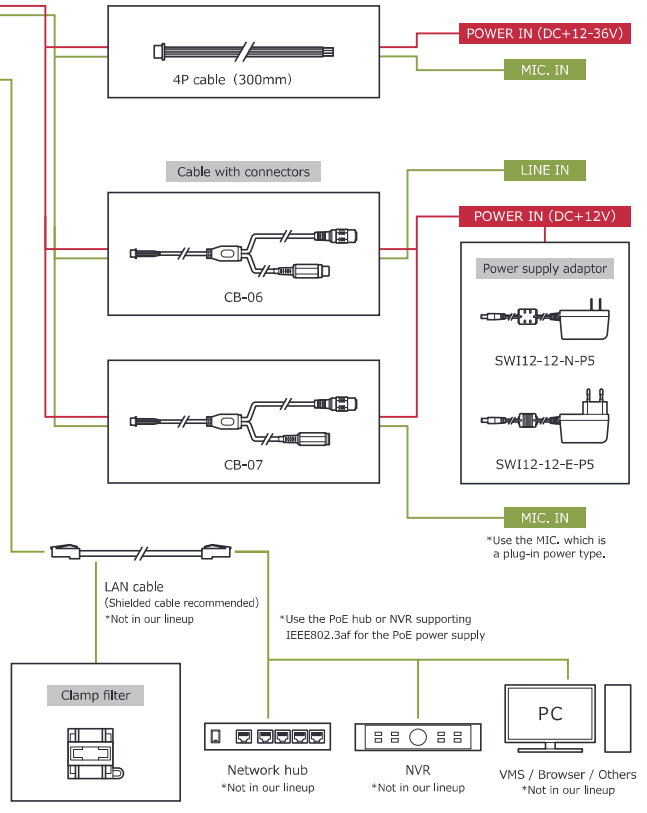 POWER IN (DC+12-36V)
4P cable (300mm)
MIC. IN
Cable with connectors
LINE IN
POWER IN (DC+12V)
Power supply adaptor
CB-06
SWI12-12-N-P5
CB-07
SWI12-12-E-P5
MIC. IN
*Use the MIC. which is
a plug-in power type.
LAN cable
(Shielded cable recommended)
*Not in our lineup
*Use the PoE hub or NVR supporting
IEEE802.3af for the PoE power supply
Clamp filter
PC
Network hub
*Not in our lineup
NVR
*Not in our lineup
VMS / Browser / Others
*Not in our lineup